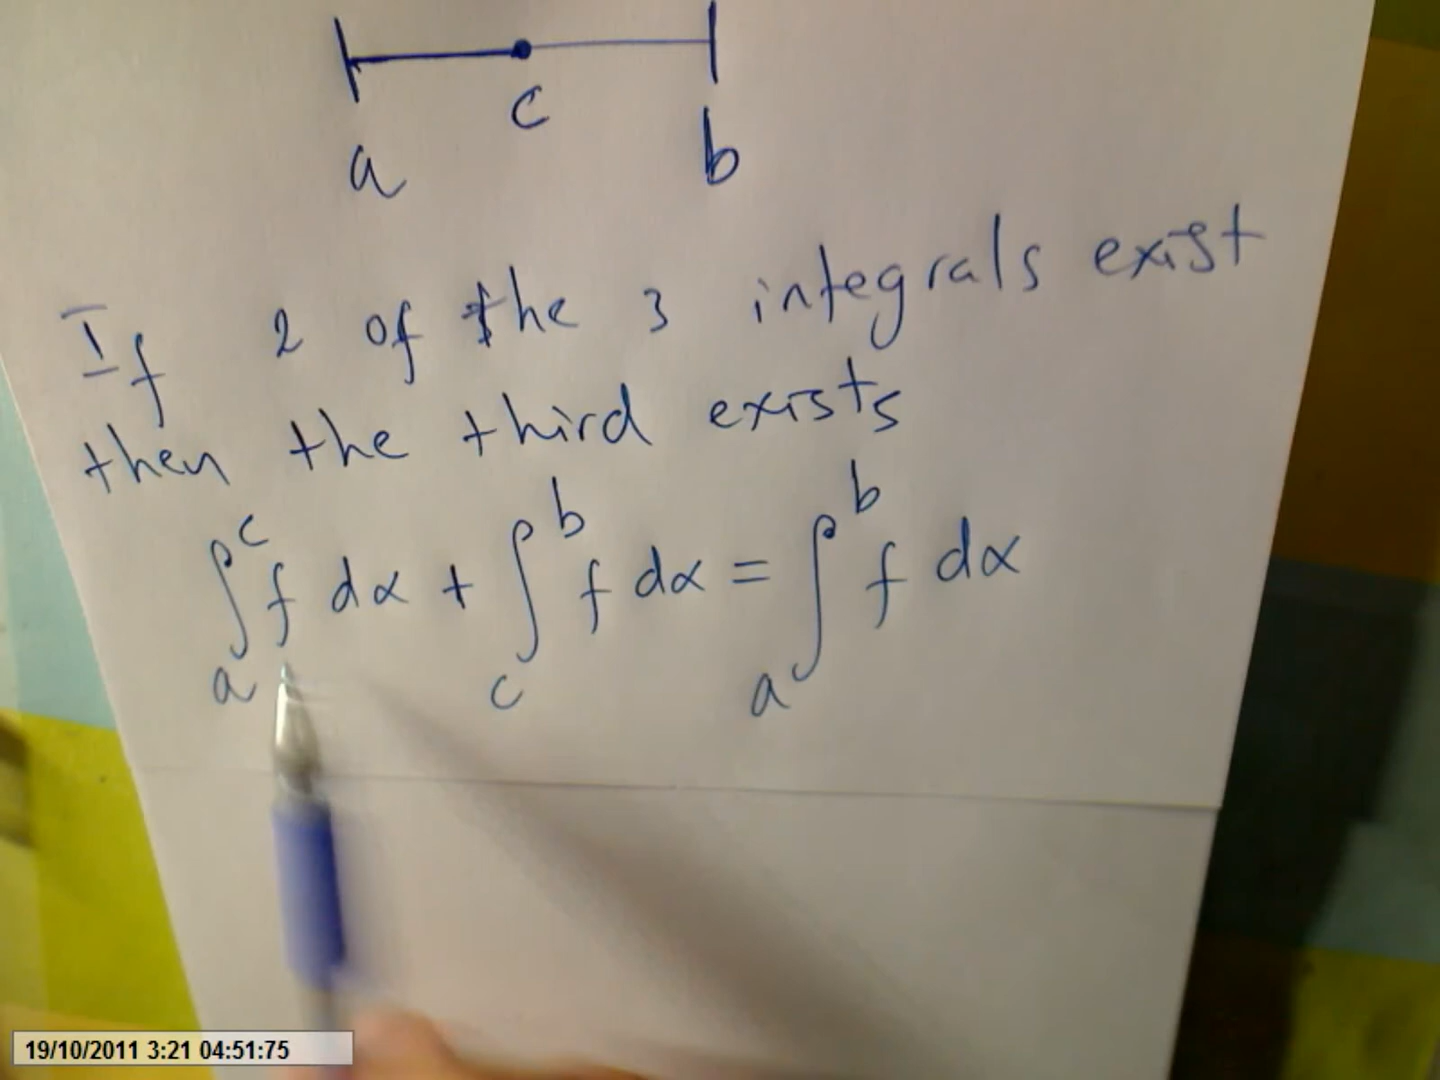 a c b
If 2 of the 3 integrals exist
then the third exists
∫_a^c f dα + ∫_c^b f dα = ∫_a^b f dα
19/10/2011 3:21 04:51:75